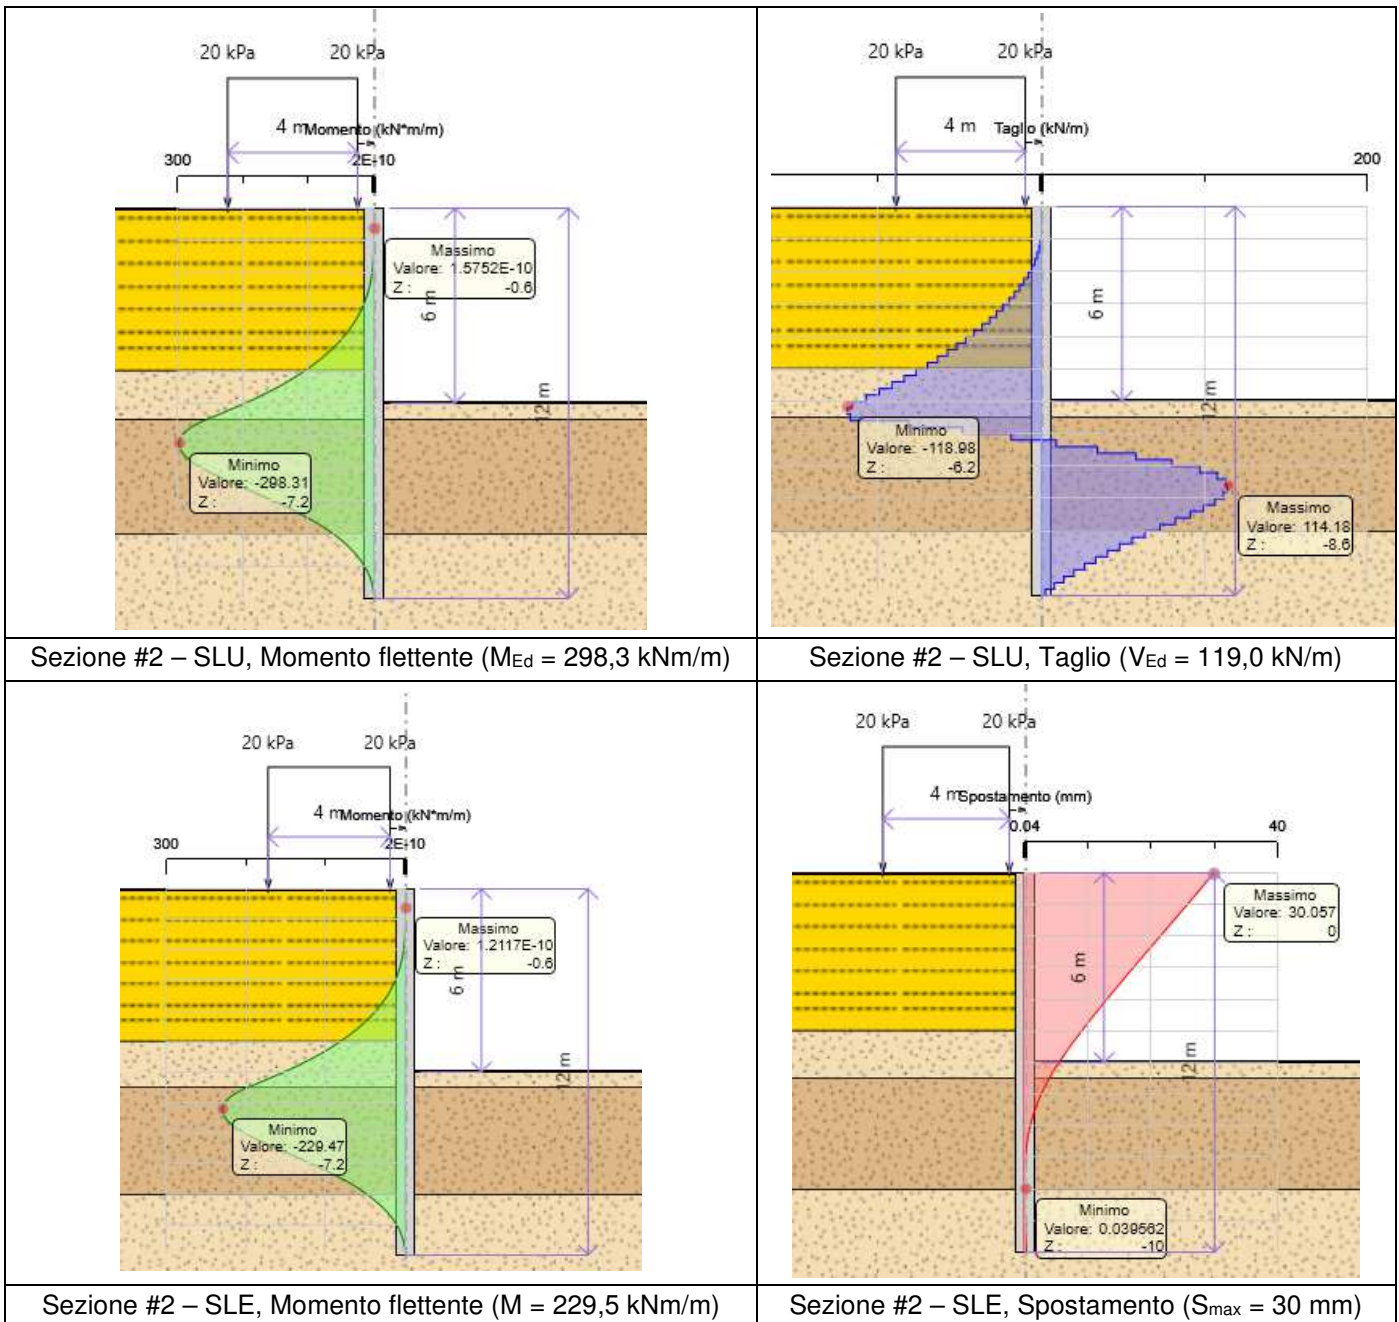 20 kPa 20 kPa
4 m Momento (kN*m/m)
300 2E-10
Massimo
Valore: 1.5752E-10
Z : -0.6
6 m
12 m
Minimo
Valore: -298.31
Z : -7.2
Sezione #2 – SLU, Momento flettente (MEd = 298,3 kNm/m)
20 kPa 20 kPa
4 m Taglio (kN/m)
200
6 m
12 m
Minimo
Valore: -118.98
Z : -6.2
Massimo
Valore: 114.18
Z : -8.6
Sezione #2 – SLU, Taglio (VEd = 119,0 kN/m)
20 kPa 20 kPa
4 m Momento (kN*m/m)
300 2E-10
Massimo
Valore: 1.2117E-10
Z : -0.6
6 m
12 m
Minimo
Valore: -229.47
Z : -7.2
Sezione #2 – SLE, Momento flettente (M = 229,5 kNm/m)
20 kPa 20 kPa
4 m Spostamento (mm)
0.04 40
Massimo
Valore: 30.057
Z : 0
6 m
12 m
Minimo
Valore: 0.039562
Z : -10
Sezione #2 – SLE, Spostamento (Smax = 30 mm)